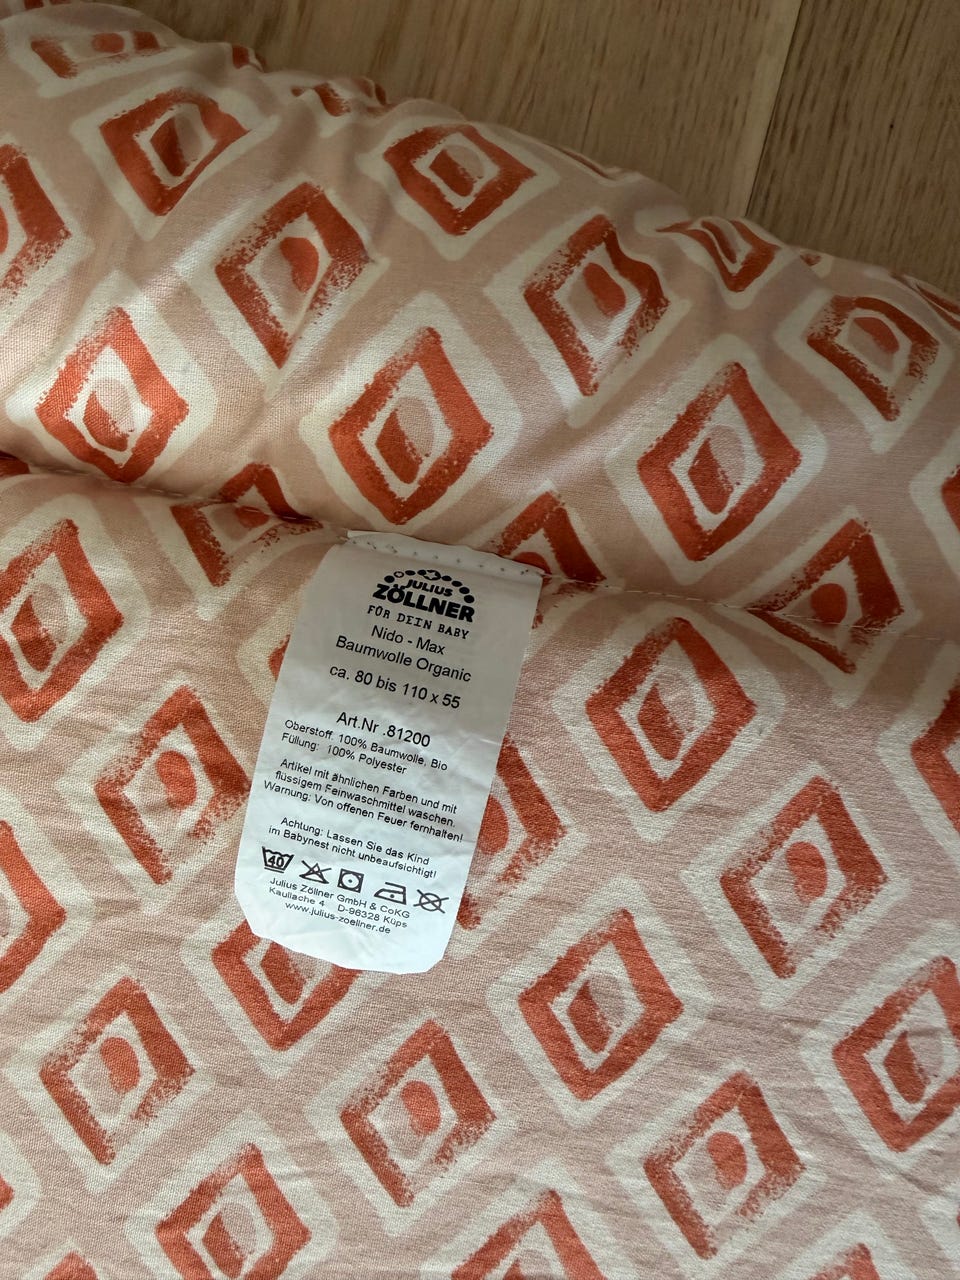 JULIUS
ZÖLLNER
FÜR DEIN BABY
Nido - Max
Baumwolle Organic
ca. 80 bis 110 x 55
Art.Nr .81200
Oberstoff: 100% Baumwolle, Bio
Füllung: 100% Polyester
Artikel mit ähnlichen Farben und mit
flüssigem Feinwaschmittel waschen.
Warnung: Von offenen Feuer fernhalten!
Achtung: Lassen Sie das Kind
im Babynest nicht unbeaufsichtigt!
40
Julius Zöllner GmbH & CoKG
Kaullache 4 D-96328 Küps
www.julius-zoellner.de